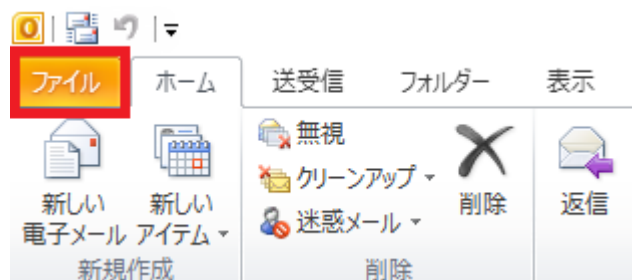 ファイル ホーム 送受信 フォルダー 表示
無視
クリーンアップ
迷惑メール
新しい 新しい 削除 返信
電子メール アイテム
新規作成 削除